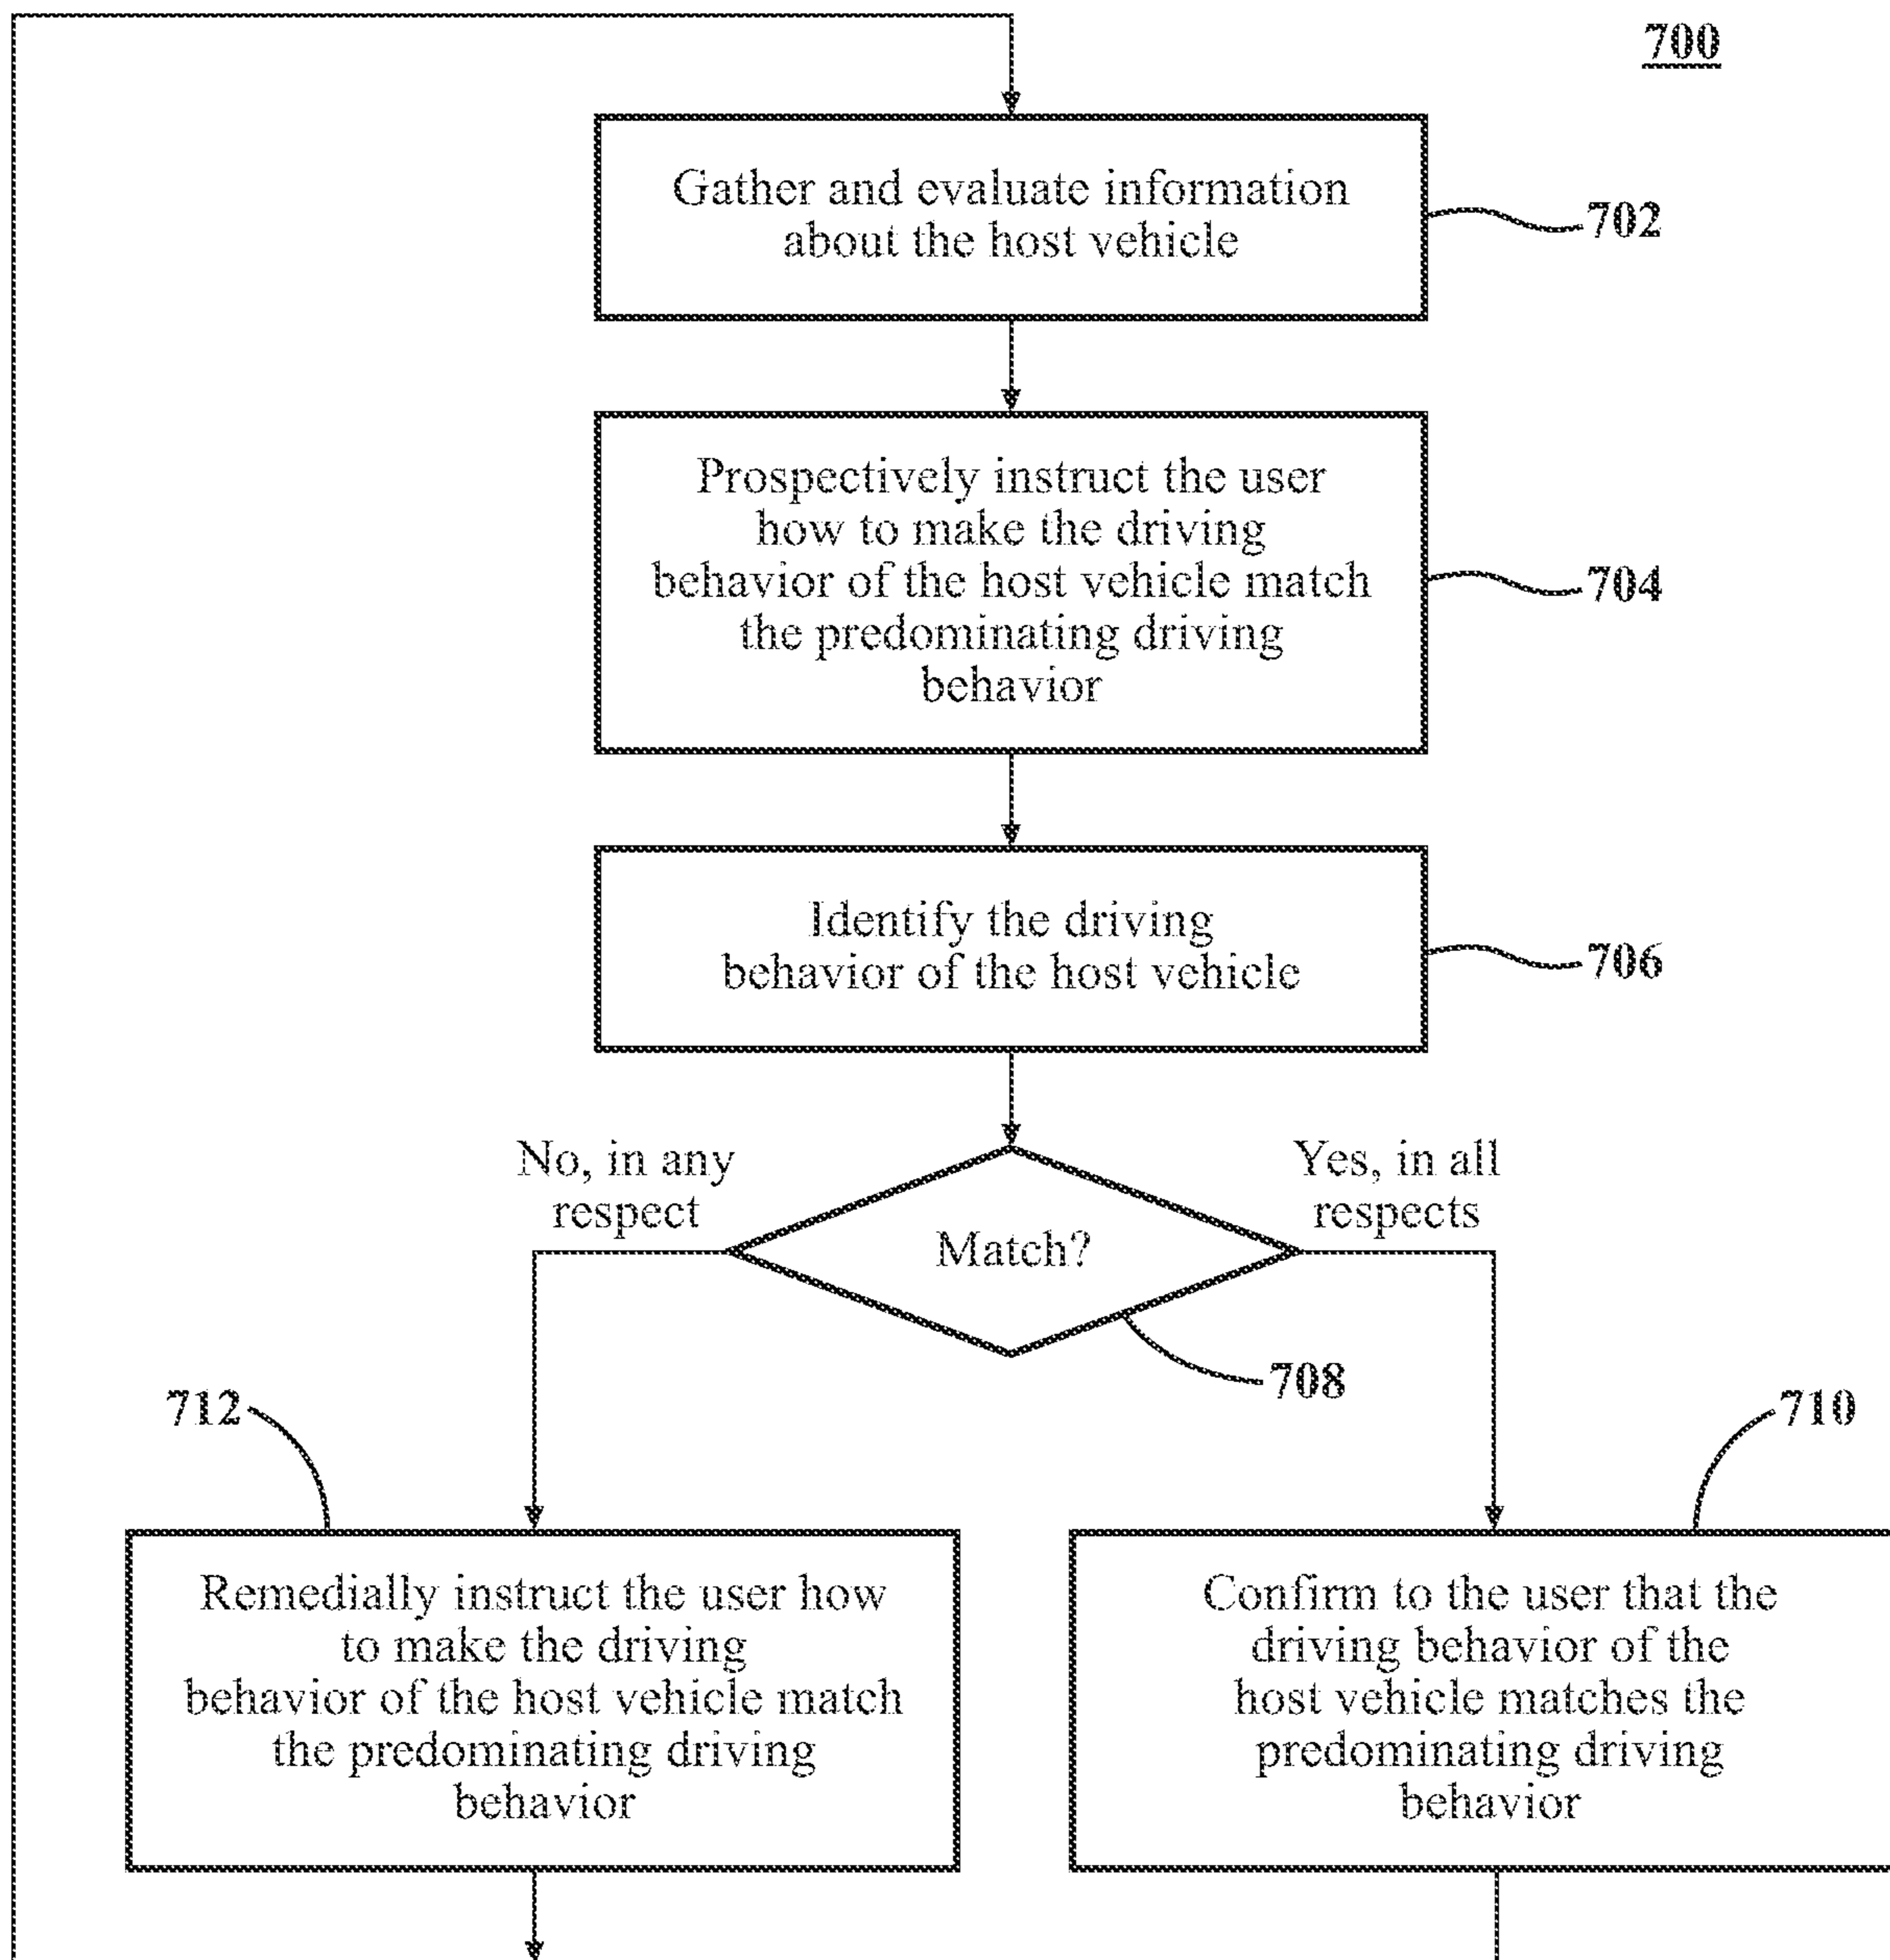 700
Gather and evaluate information
about the host vehicle
702
Prospectively instruct the user
how to make the driving
behavior of the host vehicle match
the predominating driving
behavior
704
Identify the driving
behavior of the host vehicle
706
No, in any
respect
Yes, in all
respects
Match?
708
712
710
Remedially instruct the user how
to make the driving
behavior of the host vehicle match
the predominating driving
behavior
Confirm to the user that the
driving behavior of the
host vehicle matches the
predominating driving
behavior